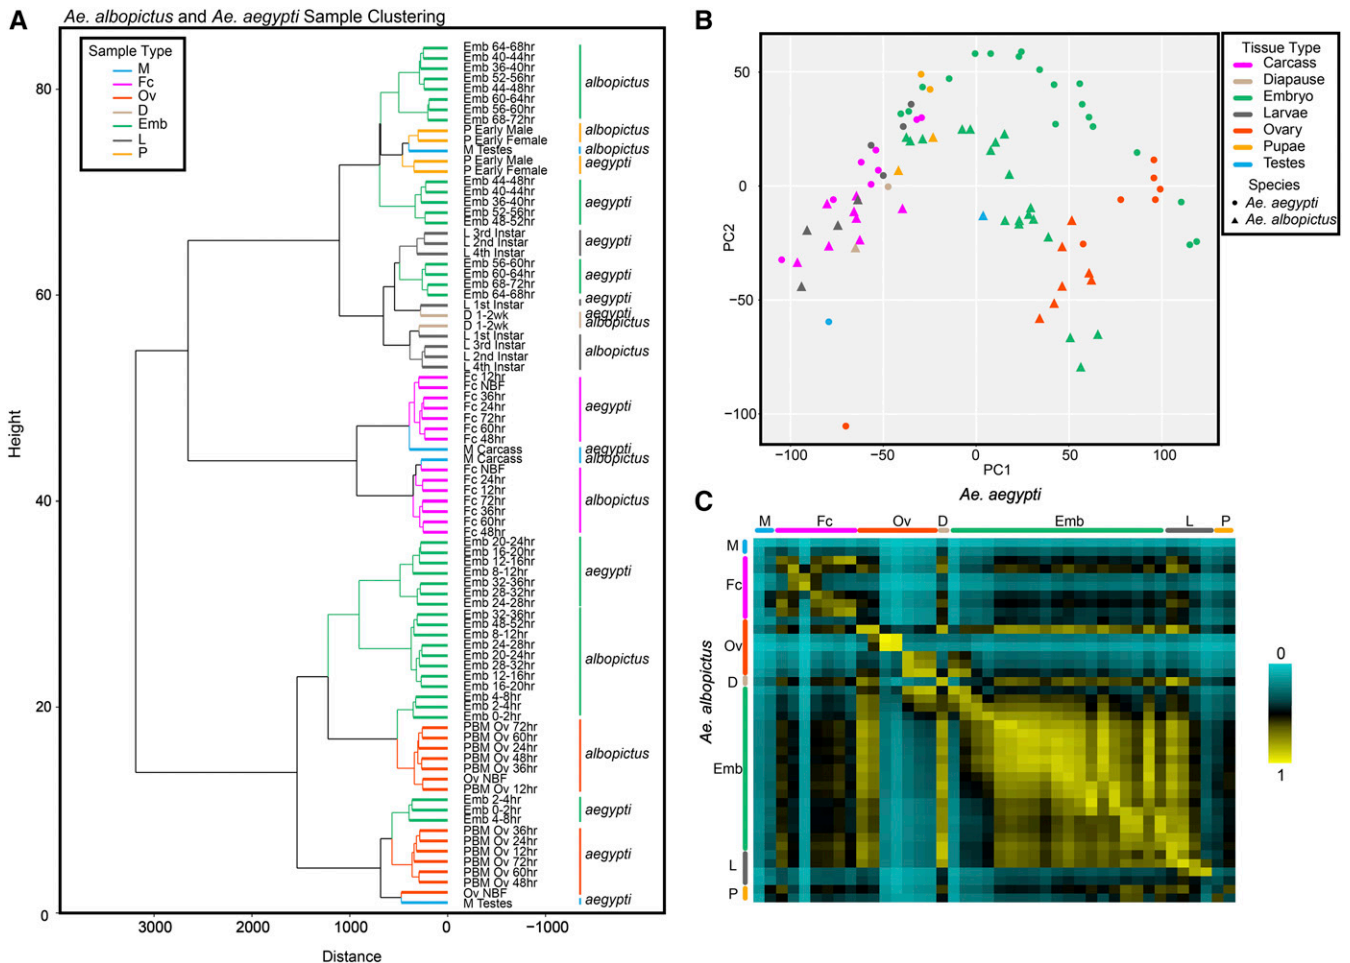 A
Ae. albopictus and Ae. aegypti Sample Clustering
Sample Type
M
Fc
Ov
D
Emb
L
P
Height
80
60
40
20
0
3000
2000
1000
0
−1000
Distance
Emb 64-68hr
Emb 40-44hr
Emb 36-40hr
Emb 52-56hr
Emb 44-48hr
Emb 60-64hr
Emb 56-60hr
Emb 68-72hr
albopictus
P Early Male
P Early Female
albopictus
M Testes
albopictus
P Early Male
P Early Female
aegypti
Emb 44-48hr
Emb 40-44hr
Emb 36-40hr
Emb 52-56hr
Emb 48-52hr
aegypti
L 3rd Instar
L 2nd Instar
L 4th Instar
aegypti
Emb 56-60hr
Emb 60-64hr
Emb 68-72hr
Emb 64-68hr
aegypti
L 1st Instar
aegypti
D 1-2wk
aegypti
D 1-2wk
albopictus
L 1st Instar
L 3rd Instar
L 2nd Instar
L 4th Instar
albopictus
Fc 12hr
Fc NBF
Fc 36hr
Fc 24hr
Fc 72hr
Fc 60hr
Fc 48hr
aegypti
M Carcass
aegypti
M Carcass
albopictus
Fc NBF
Fc 24hr
Fc 12hr
Fc 72hr
Fc 36hr
Fc 60hr
Fc 48hr
albopictus
Emb 20-24hr
Emb 16-20hr
Emb 12-16hr
Emb 8-12hr
Emb 32-36hr
Emb 28-32hr
Emb 24-28hr
aegypti
Emb 32-36hr
Emb 48-52hr
Emb 8-12hr
Emb 24-28hr
Emb 20-24hr
Emb 28-32hr
Emb 12-16hr
Emb 16-20hr
Emb 4-8hr
Emb 2-4hr
Emb 0-2hr
albopictus
PBM Ov 72hr
PBM Ov 60hr
PBM Ov 24hr
PBM Ov 48hr
PBM Ov 36hr
Ov NBF
PBM Ov 12hr
albopictus
Emb 2-4hr
Emb 0-2hr
Emb 4-8hr
aegypti
PBM Ov 36hr
PBM Ov 24hr
PBM Ov 12hr
PBM Ov 72hr
PBM Ov 60hr
PBM Ov 48hr
aegypti
Ov NBF
M Testes
aegypti
B
PC2
50
0
−50
−100
−100
−50
0
50
100
PC1
Tissue Type
Carcass
Diapause
Embryo
Larvae
Ovary
Pupae
Testes
Species
Ae. aegypti
Ae. albopictus
C
Ae. aegypti
M Fc Ov D Emb L P
Ae. albopictus
M
Fc
Ov
D
Emb
L
P
0
1